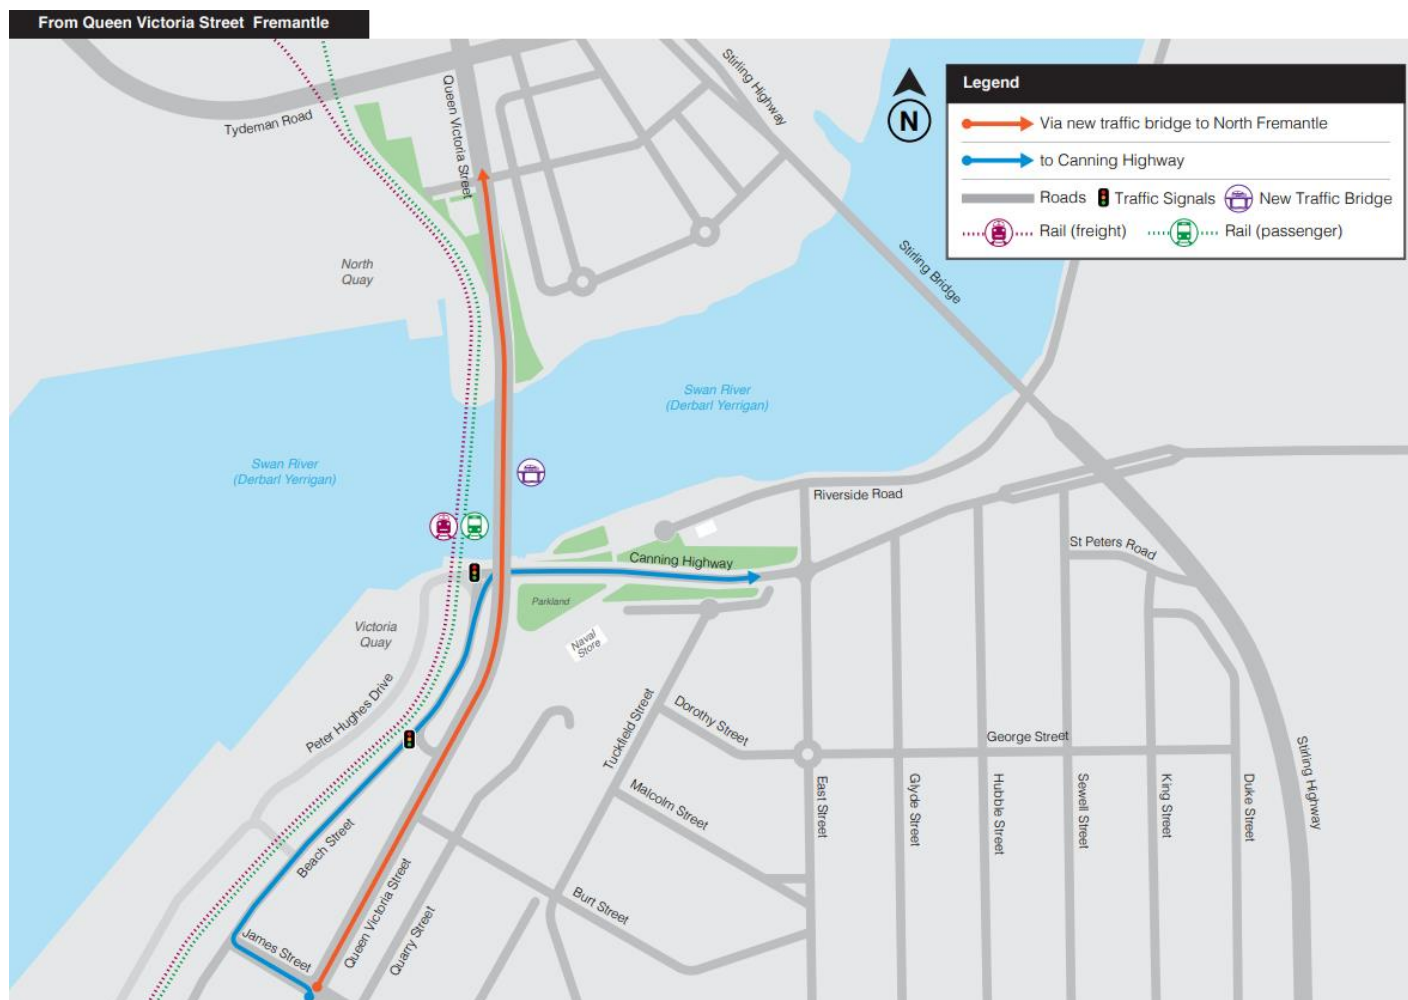 From Queen Victoria Street Fremantle
Stirling Highway
Legend
Via new traffic bridge to North Fremantle
to Canning Highway
Roads
Traffic Signals
New Traffic Bridge
Rail (freight)
Rail (passenger)
N
Tydeman Road
Queen Victoria Street
North
Quay
Stirling Bridge
Swan River
(Derbarl Yerrigan)
Swan River
(Derbarl Yerrigan)
Riverside Road
Canning Highway
St Peters Road
Parkland
Victoria
Quay
Naval
Store
Peter Hughes Drive
Tuckfield Street
Dorothy Street
George Street
Malcolm Street
East Street
Glyde Street
Hubble Street
Sewell Street
King Street
Duke Street
Stirling Highway
Beach Street
Queen Victoria Street
Quarry Street
Burt Street
James Street